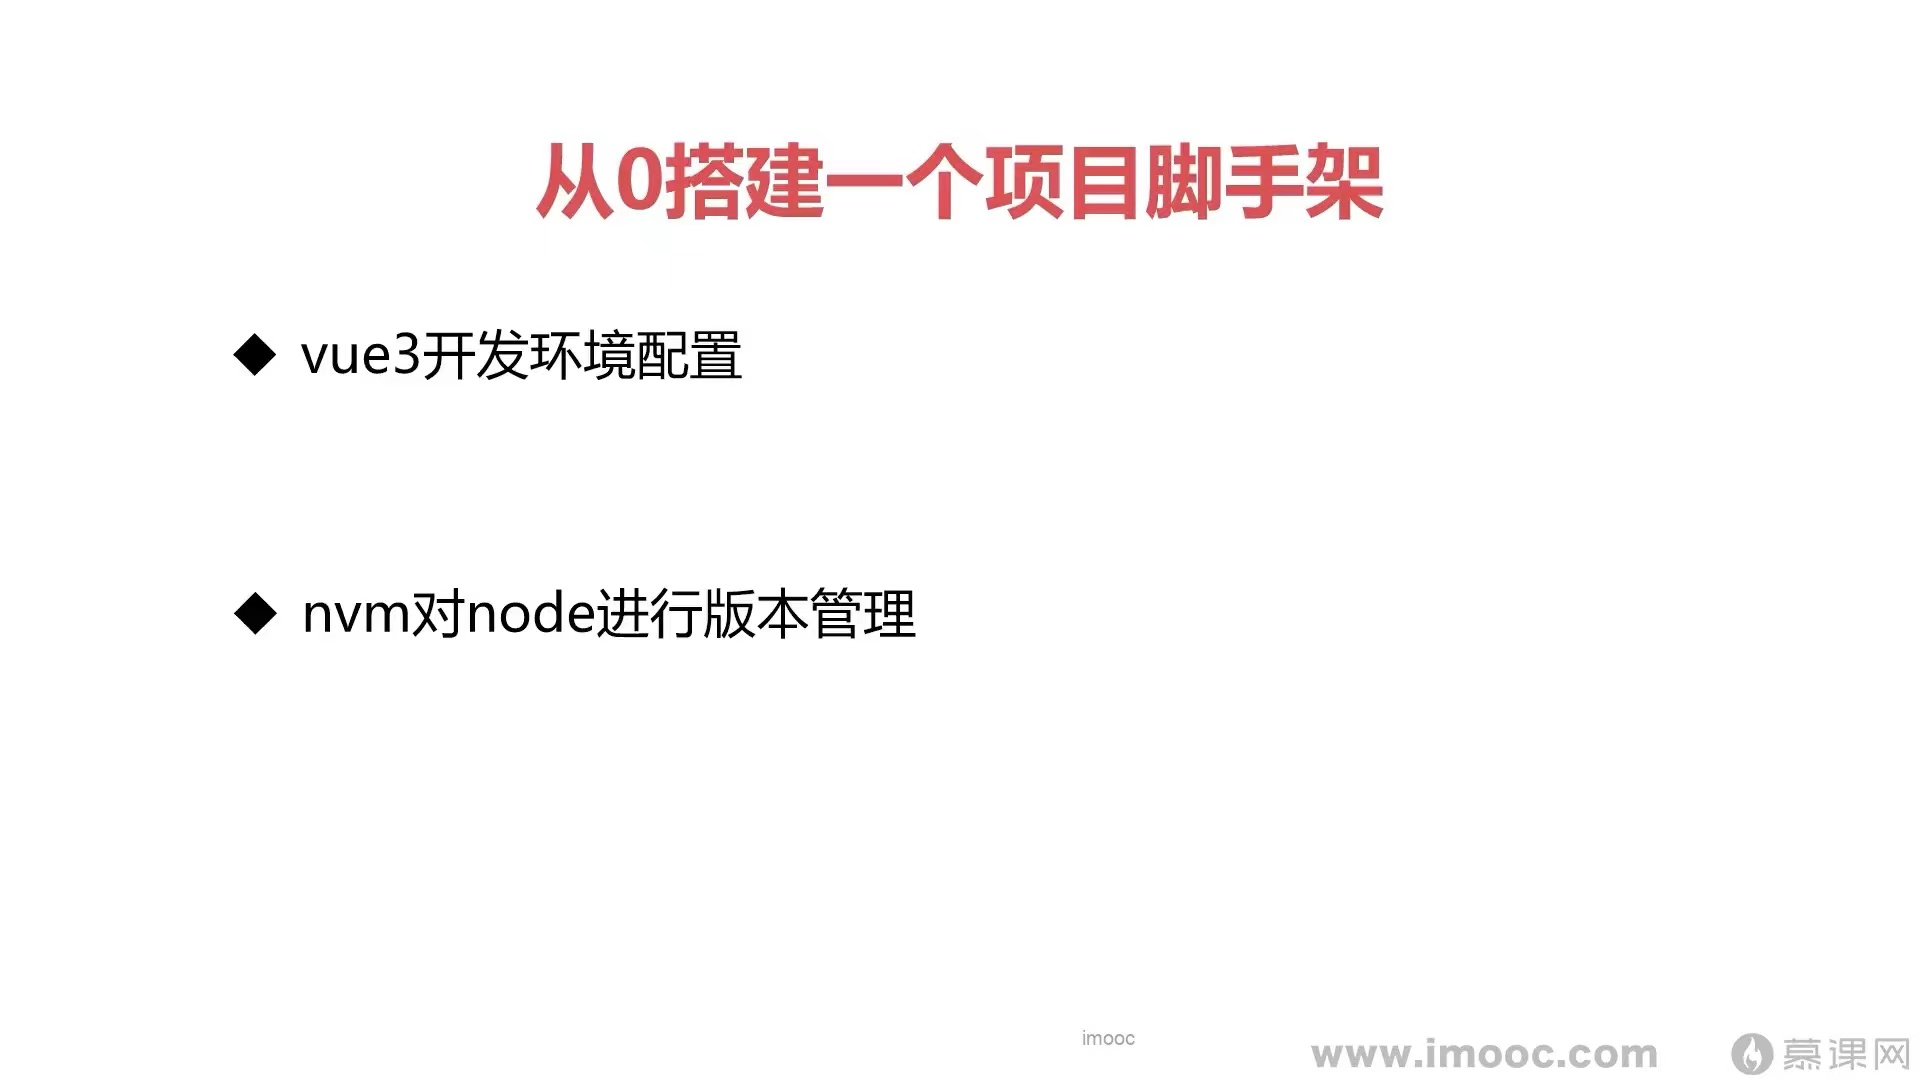 从0搭建一个项目脚手架
◆ vue3开发环境配置
◆ nvm对node进行版本管理
imooc
www.imooc.com 慕课网